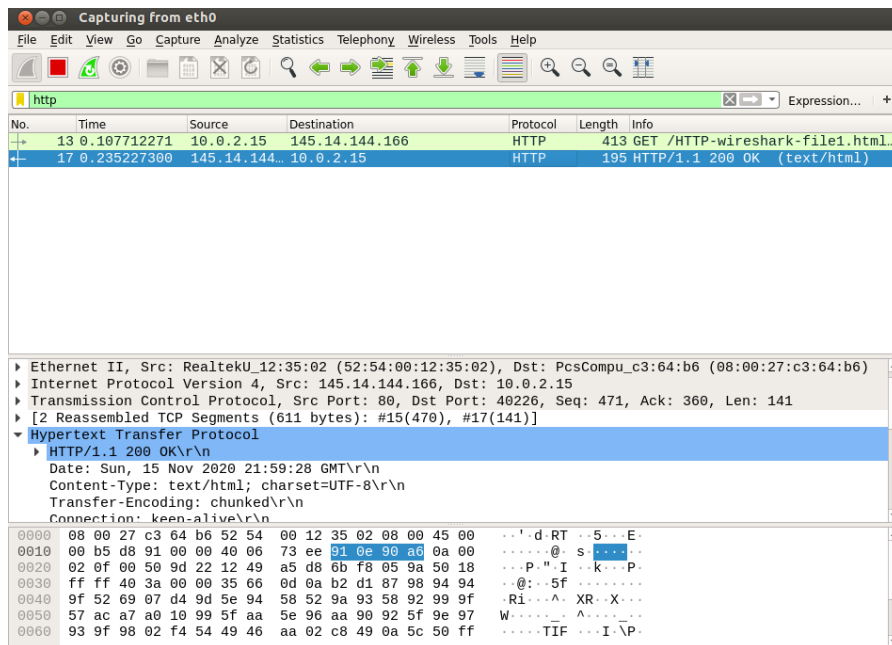 Capturing from eth0
File Edit View Go Capture Analyze Statistics Telephony Wireless Tools Help
http Expression... +
No. Time Source Destination Protocol Length Info
13 0.107712271 10.0.2.15 145.14.144.166 HTTP 413 GET /HTTP-wireshark-file1.html…
17 0.235227300 145.14.144… 10.0.2.15 HTTP 195 HTTP/1.1 200 OK (text/html)
Ethernet II, Src: RealtekU_12:35:02 (52:54:00:12:35:02), Dst: PcsCompu_c3:64:b6 (08:00:27:c3:64:b6)
Internet Protocol Version 4, Src: 145.14.144.166, Dst: 10.0.2.15
Transmission Control Protocol, Src Port: 80, Dst Port: 40226, Seq: 471, Ack: 360, Len: 141
[2 Reassembled TCP Segments (611 bytes): #15(470), #17(141)]
Hypertext Transfer Protocol
HTTP/1.1 200 OK\r\n
Date: Sun, 15 Nov 2020 21:59:28 GMT\r\n
Content-Type: text/html; charset=UTF-8\r\n
Transfer-Encoding: chunked\r\n
Connection: keep-alive\r\n
0000 08 00 27 c3 64 b6 52 54 00 12 35 02 08 00 45 00 ··'·d·RT ··5···E·
0010 00 b5 d8 91 00 00 40 06 73 ee 91 0e 90 a6 0a 00 ······@· s·······
0020 02 0f 00 50 9d 22 12 49 a5 d8 6b f8 05 9a 50 18 ···P·"·I ··k···P·
0030 ff ff 40 3a 00 00 35 66 0d 0a b2 d1 87 98 94 94 ··@:··5f ········
0040 9f 52 69 07 d4 9d 5e 94 58 52 9a 93 58 92 99 9f ·Ri···^· XR··X···
0050 57 ac a7 a0 10 99 5f aa 5e 96 aa 90 92 5f 9e 97 W·····_· ^····_··
0060 93 9f 98 02 f4 54 49 46 aa 02 c8 49 0a 5c 50 ff ·····TIF ···I·\P·